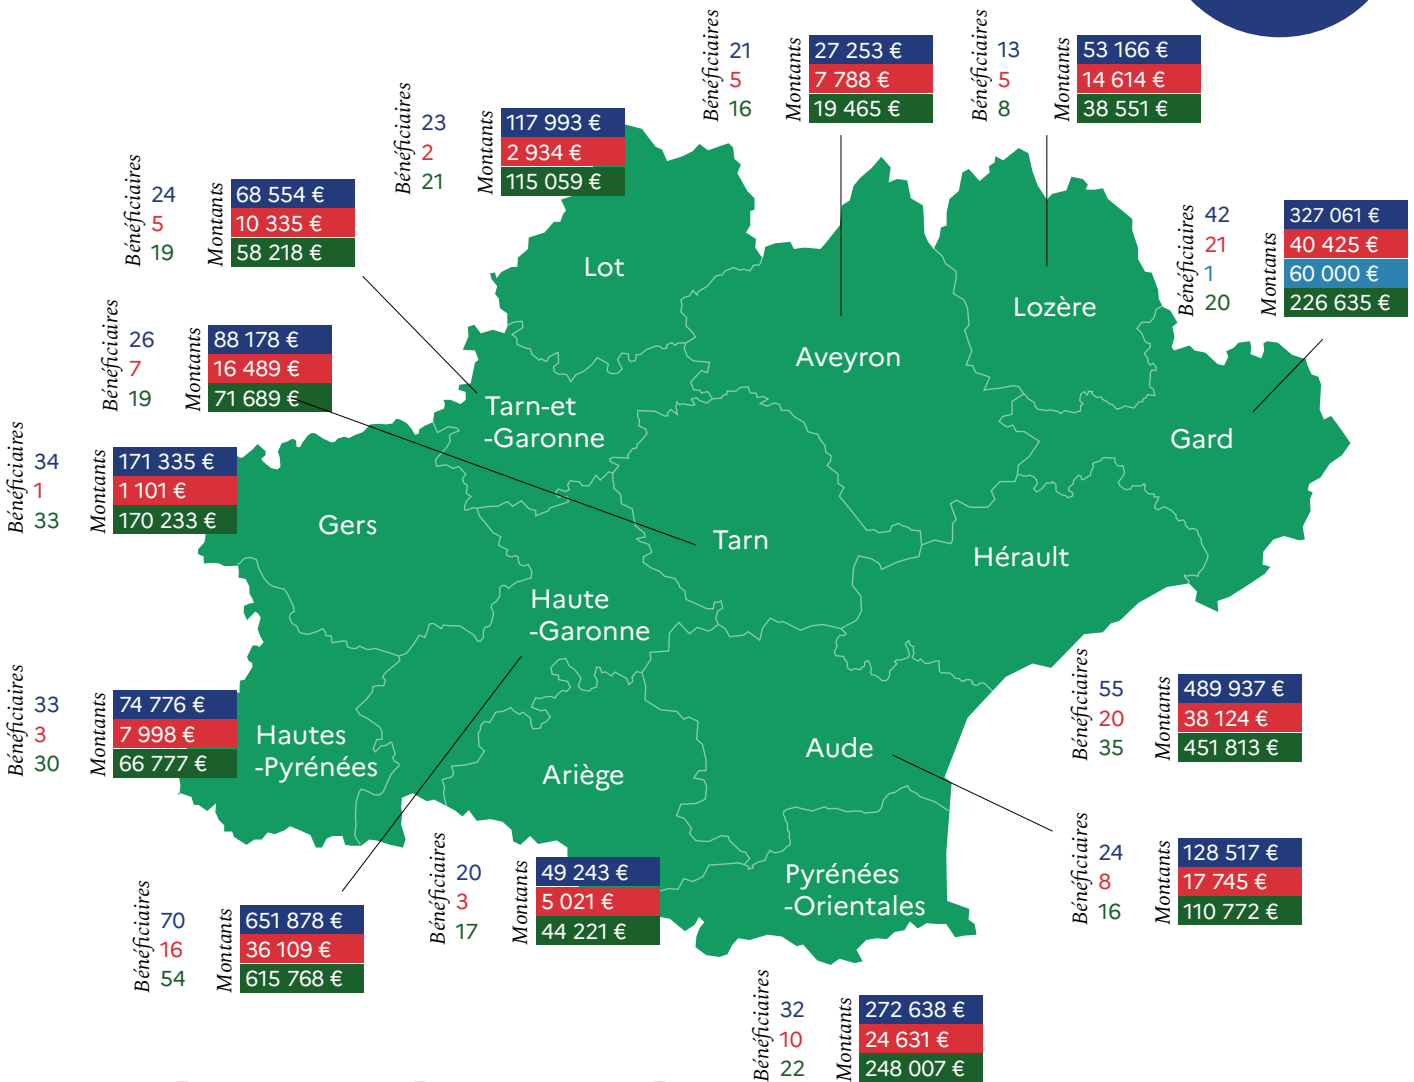 Bénéficiaires
21
5
16
Montants
27 253 €
7 788 €
19 465 €
Bénéficiaires
13
5
8
Montants
53 166 €
14 614 €
38 551 €
Bénéficiaires
23
2
21
Montants
117 993 €
2 934 €
115 059 €
Bénéficiaires
24
5
19
Montants
68 554 €
10 335 €
58 218 €
Bénéficiaires
42
21
1
20
Montants
327 061 €
40 425 €
60 000 €
226 635 €
Lot
Lozère
Aveyron
Bénéficiaires
26
7
19
Montants
88 178 €
16 489 €
71 689 €
Tarn-et
-Garonne
Gard
Bénéficiaires
34
1
33
Montants
171 335 €
1 101 €
170 233 €
Gers
Tarn
Hérault
Haute
-Garonne
Bénéficiaires
33
3
30
Montants
74 776 €
7 998 €
66 777 €
Hautes
-Pyrénées
Ariège
Aude
Bénéficiaires
55
20
35
Montants
489 937 €
38 124 €
451 813 €
Bénéficiaires
24
8
16
Montants
128 517 €
17 745 €
110 772 €
Bénéficiaires
20
3
17
Montants
49 243 €
5 021 €
44 221 €
Pyrénées
-Orientales
Bénéficiaires
70
16
54
Montants
651 878 €
36 109 €
615 768 €
Bénéficiaires
32
10
22
Montants
272 638 €
24 631 €
248 007 €